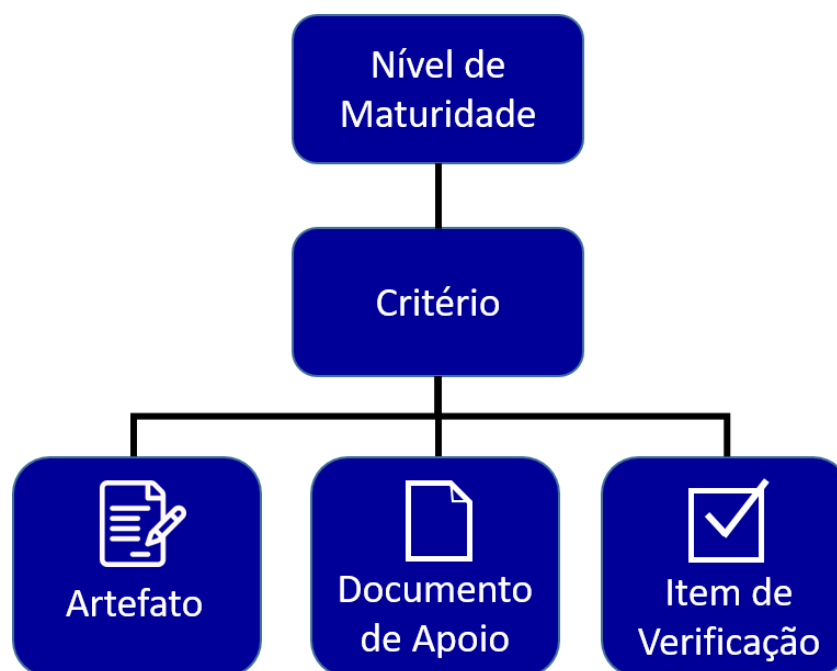 Nível de
Maturidade
Critério
Artefato
Documento
de Apoio
Item de
Verificação